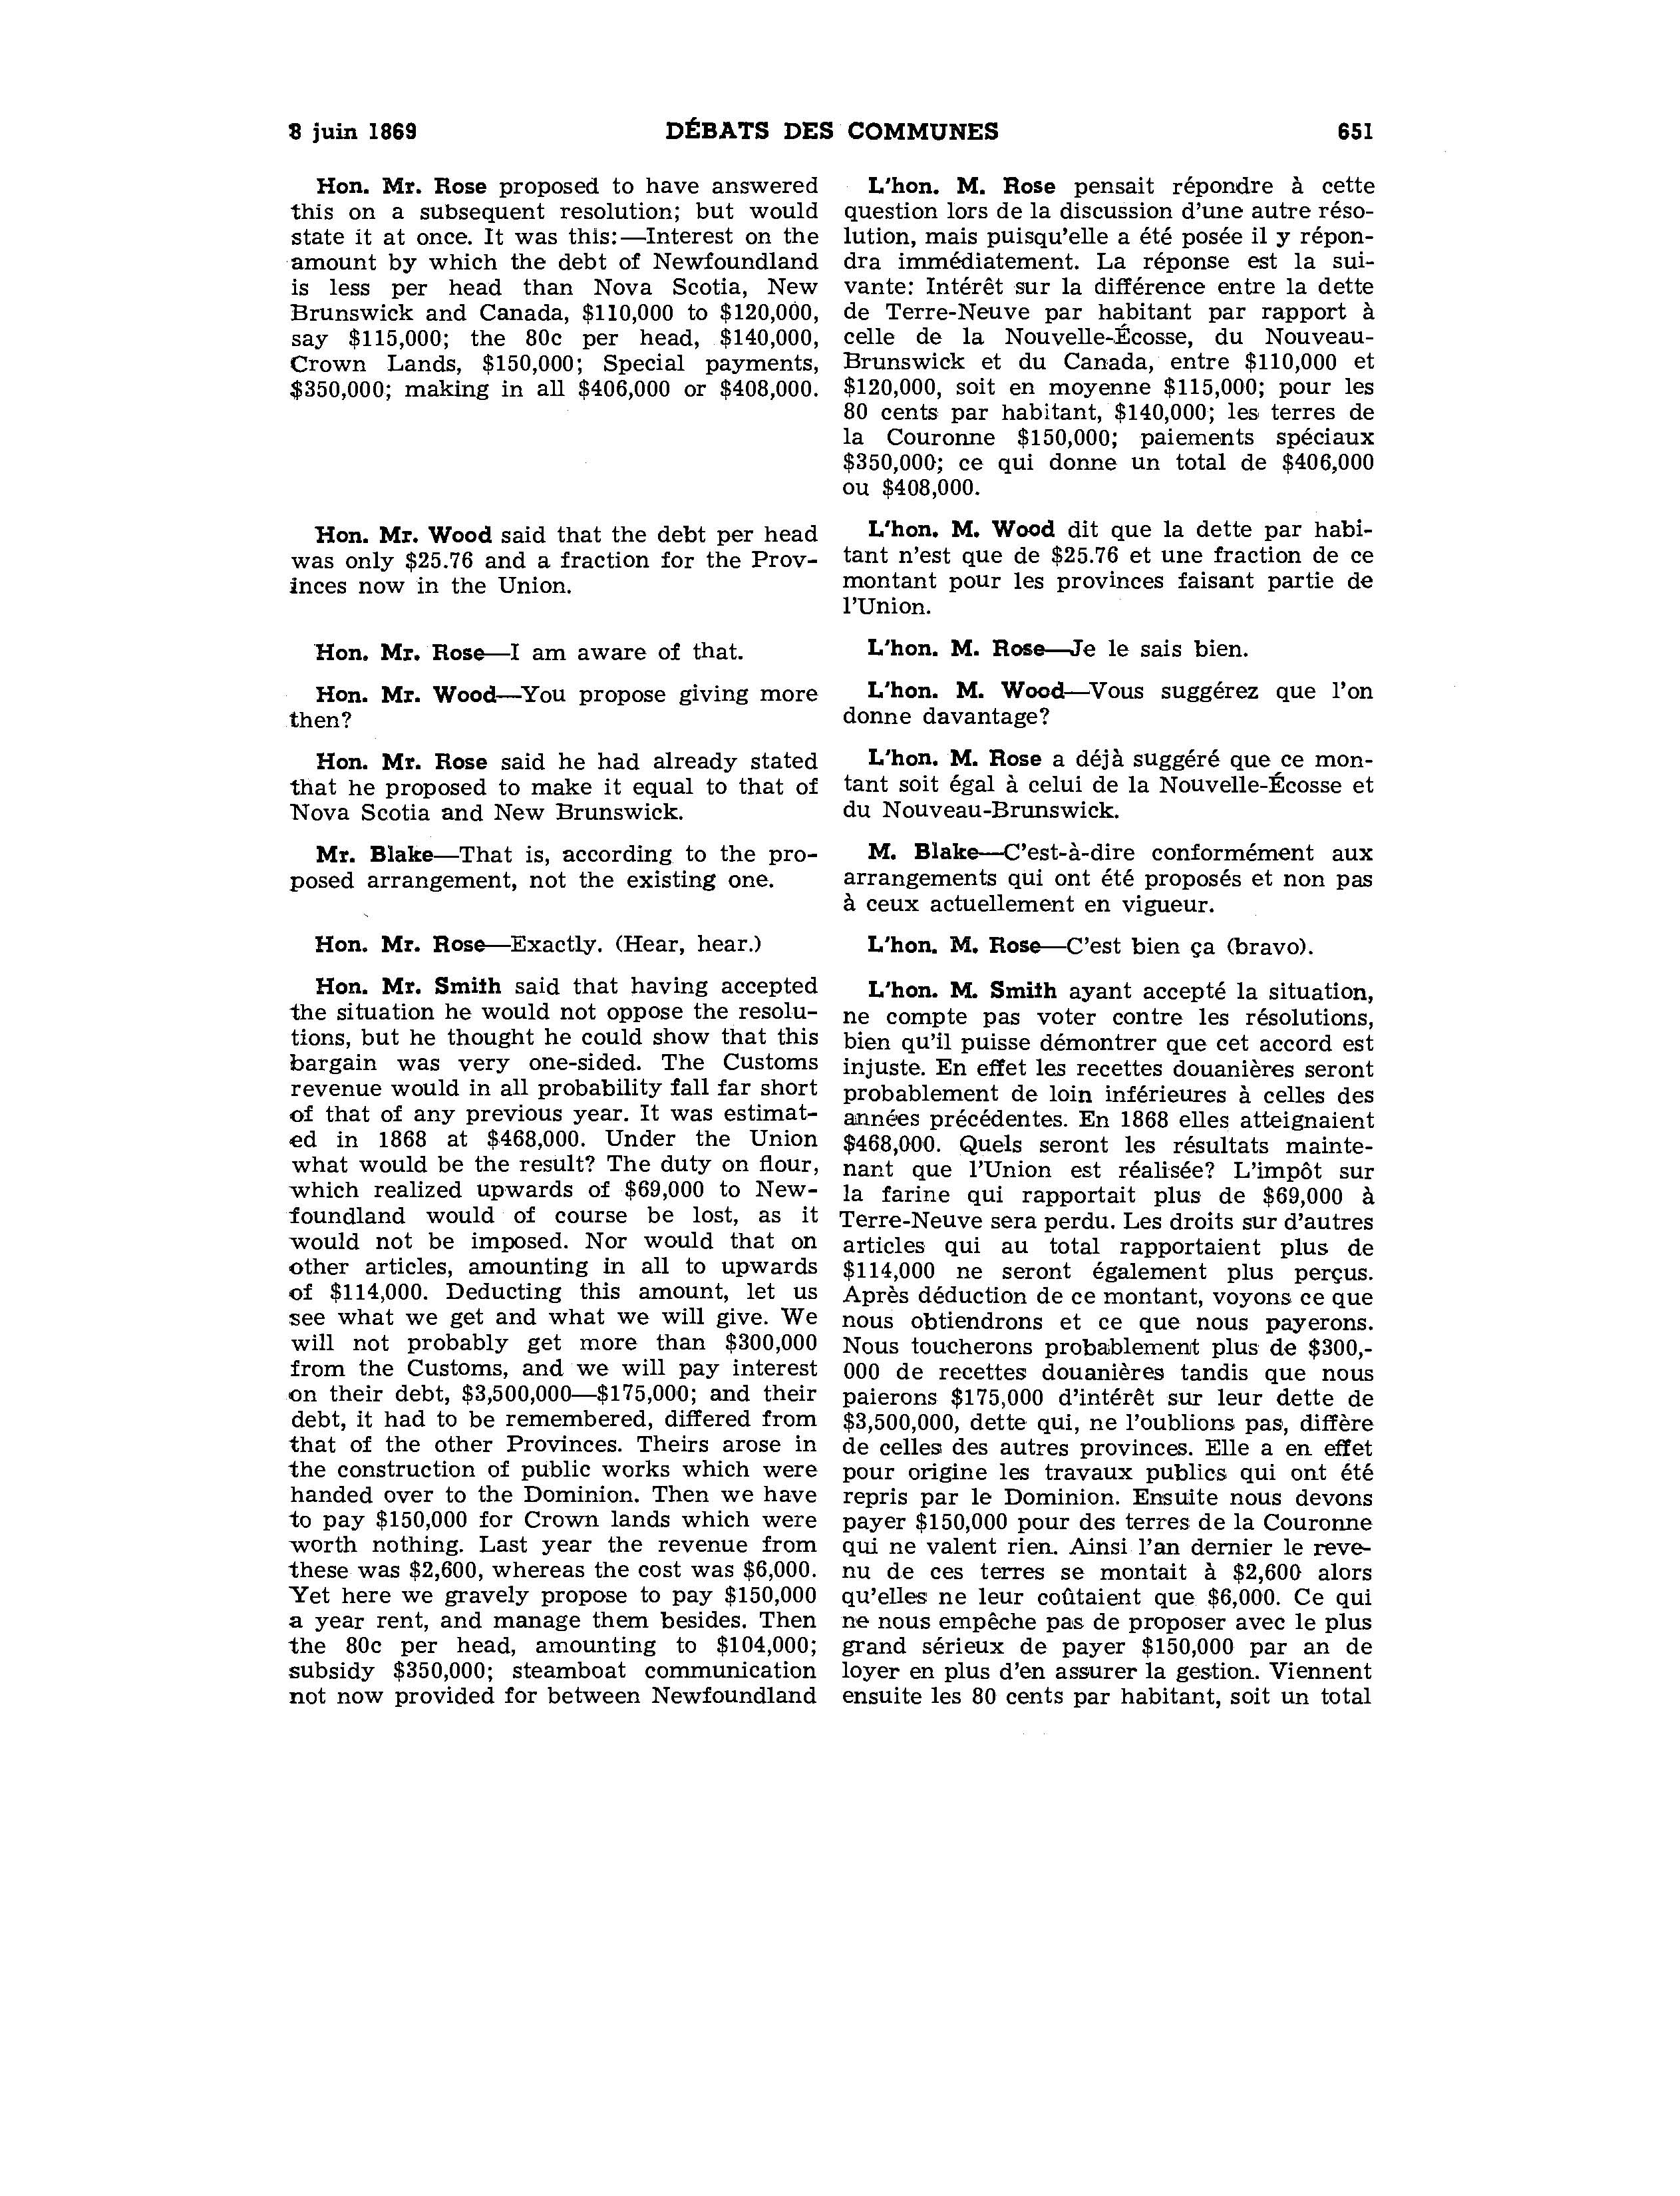 8 juin 1869
DÉBATS DES COMMUNES
651
Hon. Mr. Rose proposed to have answered
this on a subsequent resolution; but would
state it at once. It was this:—Interest on the
amount by which the debt of Newfoundland
is less per head than Nova Scotia, New
Brunswick and Canada, $110,000 to $120,000,
say $115,000; the 80c per head, $140,000,
Crown Lands, $150,000; Special payments,
$350,000; making in all $406,000 or $408,000.
Hon. Mr. Wood said that the debt per head
was only $25.76 and a fraction for the Prov-
inces now in the Union.
Hon. Mr. Rose—I am aware of that.
Hon. Mr. Wood—You propose giving more
then?
Hon. Mr. Rose said he had already stated
that he proposed to make it equal to that of
Nova Scotia and New Brunswick.
Mr. Blake—That is, according to the pro-
posed arrangement, not the existing one.
Hon. Mr. Rose—Exactly. (Hear, hear.)
Hon. Mr. Smith said that having accepted
the situation he would not oppose the resolu-
tions, but he thought he could show that this
bargain was very one-sided. The Customs
revenue would in all probability fall far short
of that of any previous year. It was estimat-
ed in 1868 at $468,000. Under the Union
what would be the result? The duty on flour,
which realized upwards of $69,000 to New-
foundland would of course be lost, as it
would not be imposed. Nor would that on
other articles, amounting in all to upwards
of $114,000. Deducting this amount, let us
see what we get and what we will give. We
will not probably get more than $300,000
from the Customs, and we will pay interest
on their debt, $3,500,000—$175,000; and their
debt, it had to be remembered, differed from
that of the other Provinces. Theirs arose in
the construction of public works which were
handed over to the Dominion. Then we have
to pay $150,000 for Crown lands which were
worth nothing. Last year the revenue from
these was $2,600, whereas the cost was $6,000.
Yet here we gravely propose to pay $150,000
a year rent, and manage them besides. Then
the 80c per head, amounting to $104,000;
subsidy $350,000; steamboat communication
not now provided for between Newfoundland
L'hon. M. Rose pensait répondre à cette
question lors de la discussion d'une autre réso-
lution, mais puisqu'elle a été posée il y répon-
dra immédiatement. La réponse est la sui-
vante: Intérêt sur la différence entre la dette
de Terre-Neuve par habitant par rapport à
celle de la Nouvelle-Écosse, du Nouveau-
Brunswick et du Canada, entre $110,000 et
$120,000, soit en moyenne $115,000; pour les
80 cents par habitant, $140,000; les terres de
la Couronne $150,000; paiements spéciaux
$350,000; ce qui donne un total de $406,000
ou $408,000.
L'hon. M. Wood dit que la dette par habi-
tant n'est que de $25.76 et une fraction de ce
montant pour les provinces faisant partie de
l'Union.
L'hon. M. Rose—Je le sais bien.
L'hon. M. Wood—Vous suggérez que l'on
donne davantage?
L'hon. M. Rose a déjà suggéré que ce mon-
tant soit égal à celui de la Nouvelle-Écosse et
du Nouveau-Brunswick.
M. Blake—C'est-à-dire conformément aux
arrangements qui ont été proposés et non pas
à ceux actuellement en vigueur.
L'hon. M. Rose—C'est bien ça (bravo).
L'hon. M. Smith ayant accepté la situation,
ne compte pas voter contre les résolutions,
bien qu'il puisse démontrer que cet accord est
injuste. En effet les recettes douanières seront
probablement de loin inférieures à celles des
années précédentes. En 1868 elles atteignaient
$468,000. Quels seront les résultats mainte-
nant que l'Union est réalisée? L'impôt sur
la farine qui rapportait plus de $69,000 à
Terre-Neuve sera perdu. Les droits sur d'autres
articles qui au total rapportaient plus de
$114,000 ne seront également plus perçus.
Après déduction de ce montant, voyons ce que
nous obtiendrons et ce que nous payerons.
Nous toucherons probablement plus de $300,-
000 de recettes douanières tandis que nous
paierons $175,000 d'intérêt sur leur dette de
$3,500,000, dette qui, ne l'oublions pas, diffère
de celles des autres provinces. Elle a en effet
pour origine les travaux publics qui ont été
repris par le Dominion. Ensuite nous devons
payer $150,000 pour des terres de la Couronne
qui ne valent rien. Ainsi l'an dernier le reve-
nu de ces terres se montait à $2,600 alors
qu'elles ne leur coûtaient que $6,000. Ce qui
ne nous empêche pas de proposer avec le plus
grand sérieux de payer $150,000 par an de
loyer en plus d'en assurer la gestion. Viennent
ensuite les 80 cents par habitant, soit un total